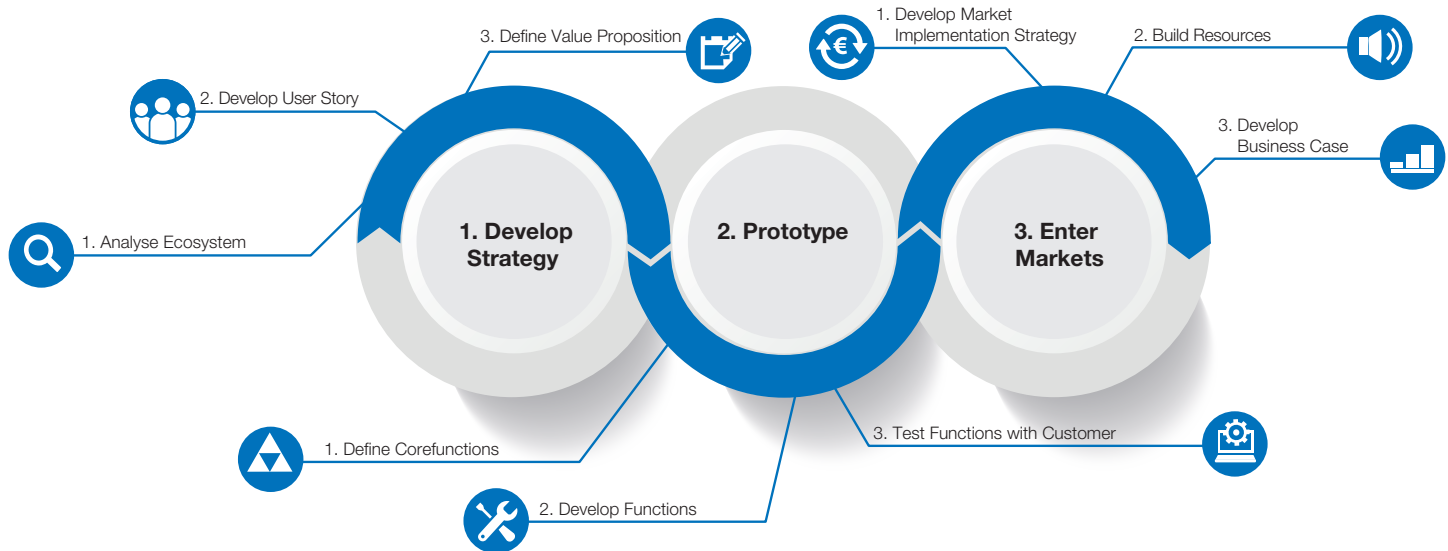 3. Define Value Proposition
2. Develop User Story
1. Analyse Ecosystem
1. Develop
Strategy
1. Define Corefunctions
2. Develop Functions
3. Test Functions with Customer
2. Prototype
€
1. Develop Market
Implementation Strategy
2. Build Resources
3. Develop
Business Case
3. Enter
Markets